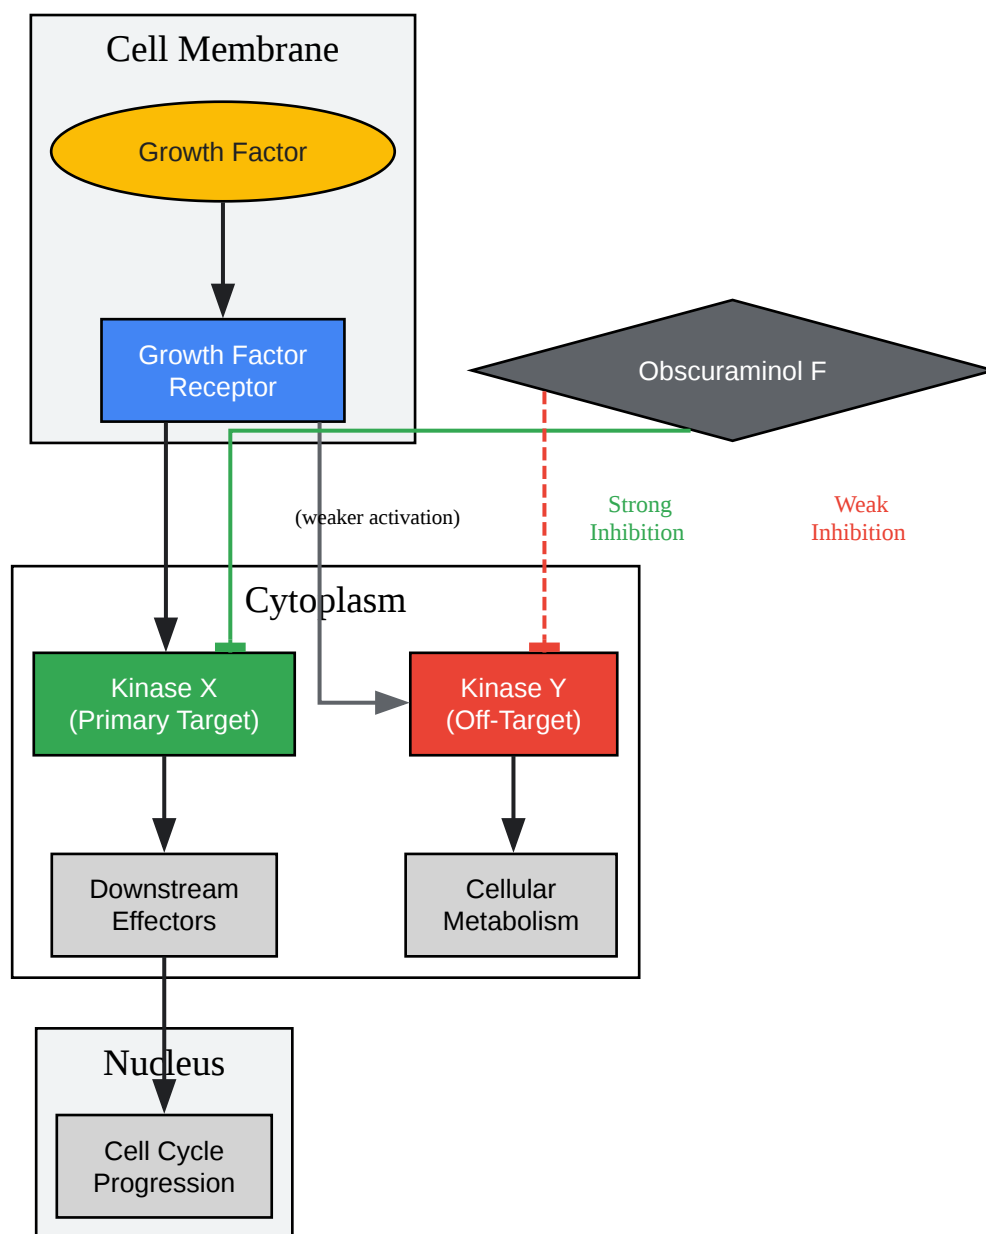 Cell Membrane
Growth Factor
Growth Factor
Receptor
Obscuraminol F
(weaker activation)
Strong
Inhibition
Weak
Inhibition
Cytoplasm
Kinase X
(Primary Target)
Kinase Y
(Off-Target)
Downstream
Effectors
Cellular
Metabolism
Nucleus
Cell Cycle
Progression